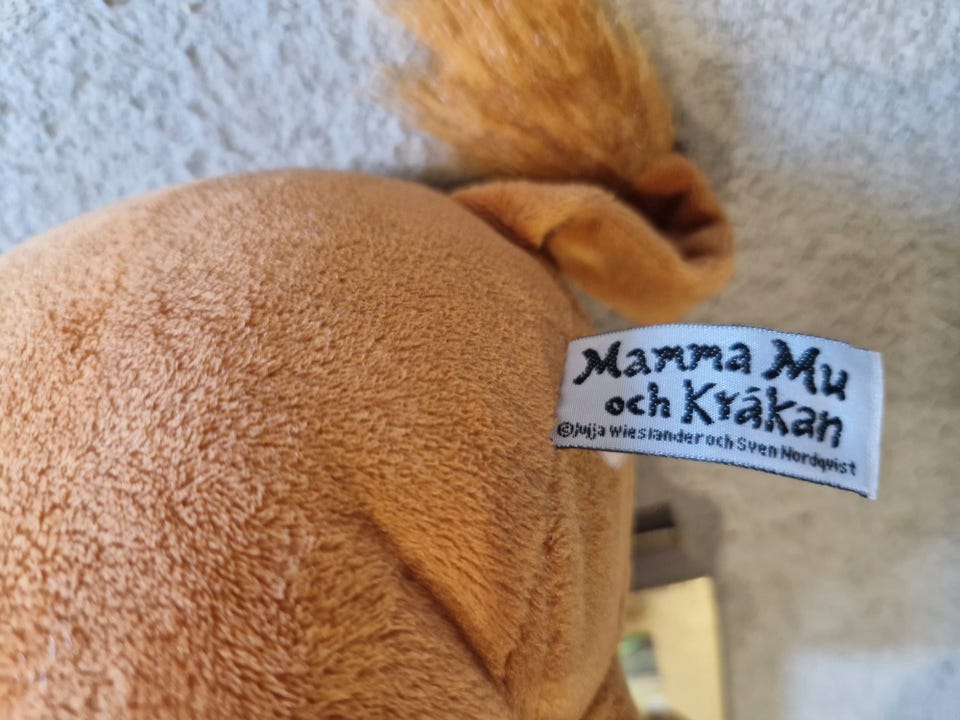 Mamma Mu
och Kråkan
©Jujja Wieslander och Sven Nordqvist